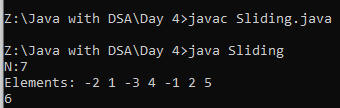 Z:\Java with DSA\Day 4>javac Sliding.java
Z:\Java with DSA\Day 4>java Sliding
N:7
Elements: -2 1 -3 4 -1 2 5
6